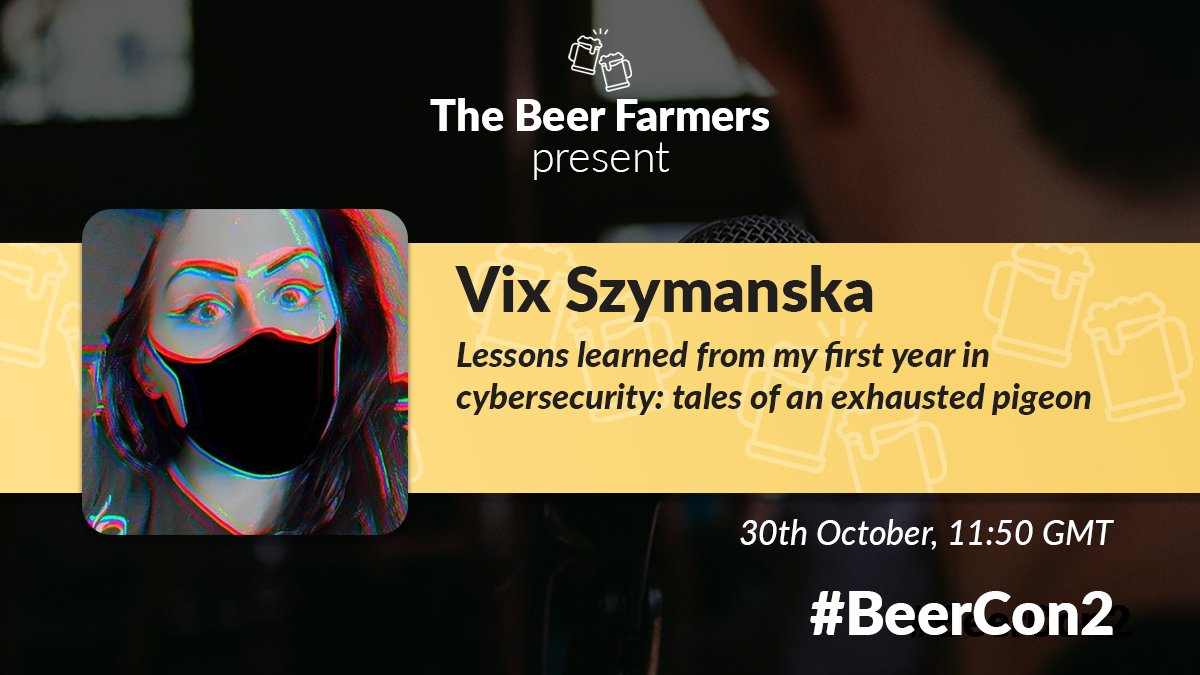 The Beer Farmers
present
Vix Szymanska
Lessons learned from my first year in
cybersecurity: tales of an exhausted pigeon
30th October, 11:50 GMT
#BeerCon2